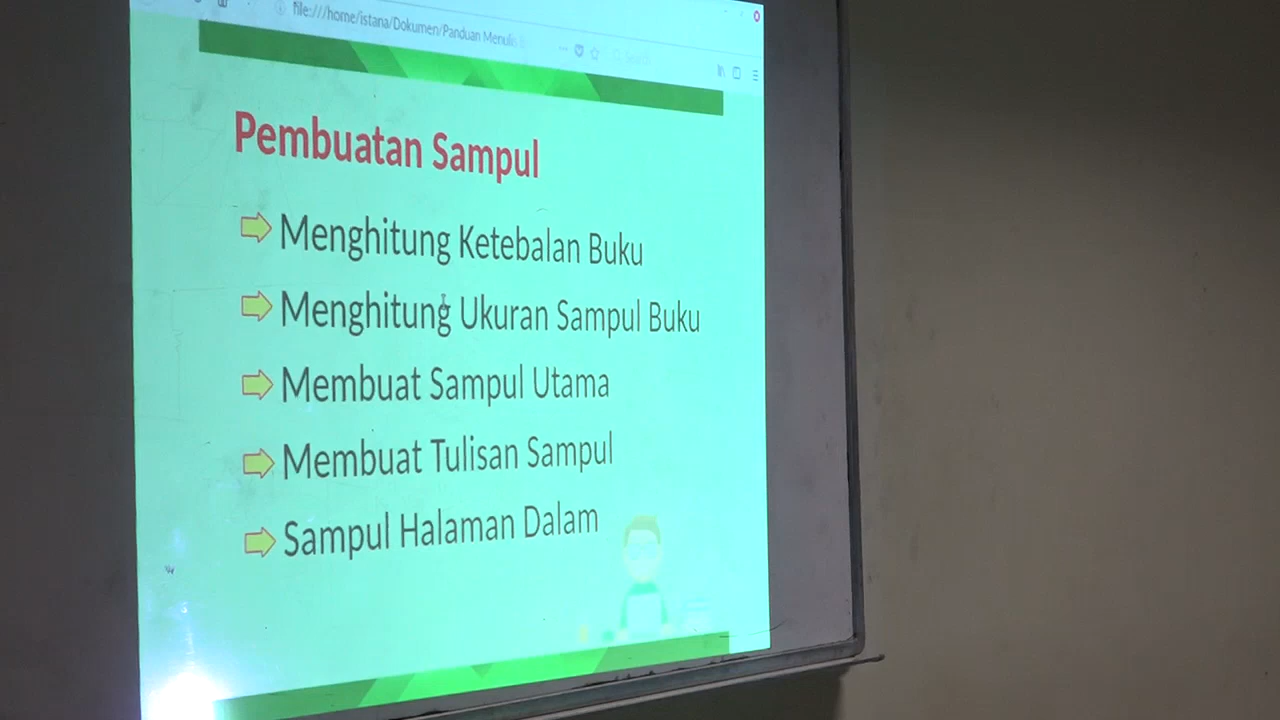 file:///home/istana/Dokumen/Panduan Menulis
Search
Pembuatan Sampul
Menghitung Ketebalan Buku
Menghitung Ukuran Sampul Buku
Membuat Sampul Utama
Membuat Tulisan Sampul
Sampul Halaman Dalam